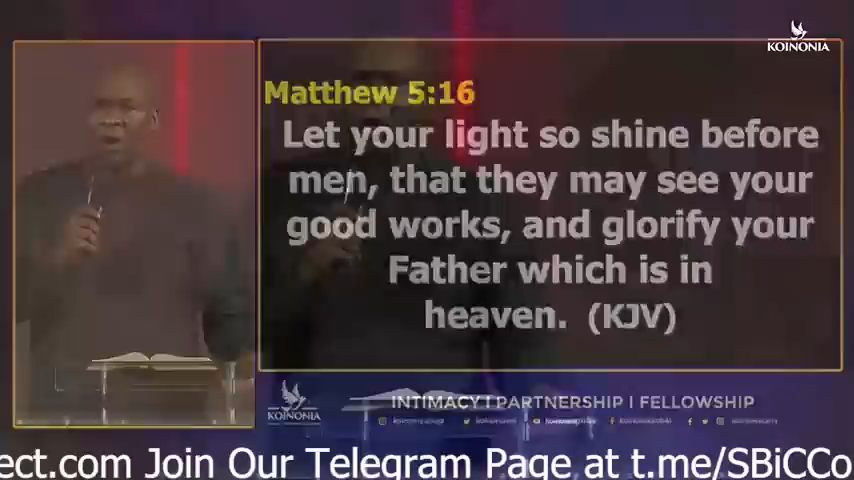 KOINONIA
Matthew 5:16
Let your light so shine before
men, that they may see your
good works, and glorify your
Father which is in
heaven. (KJV)
KOINONIA
INTIMACY I PARTNERSHIP I FELLOWSHIP
ect.com Join Our Telegram Page at t.me/SBiCCo